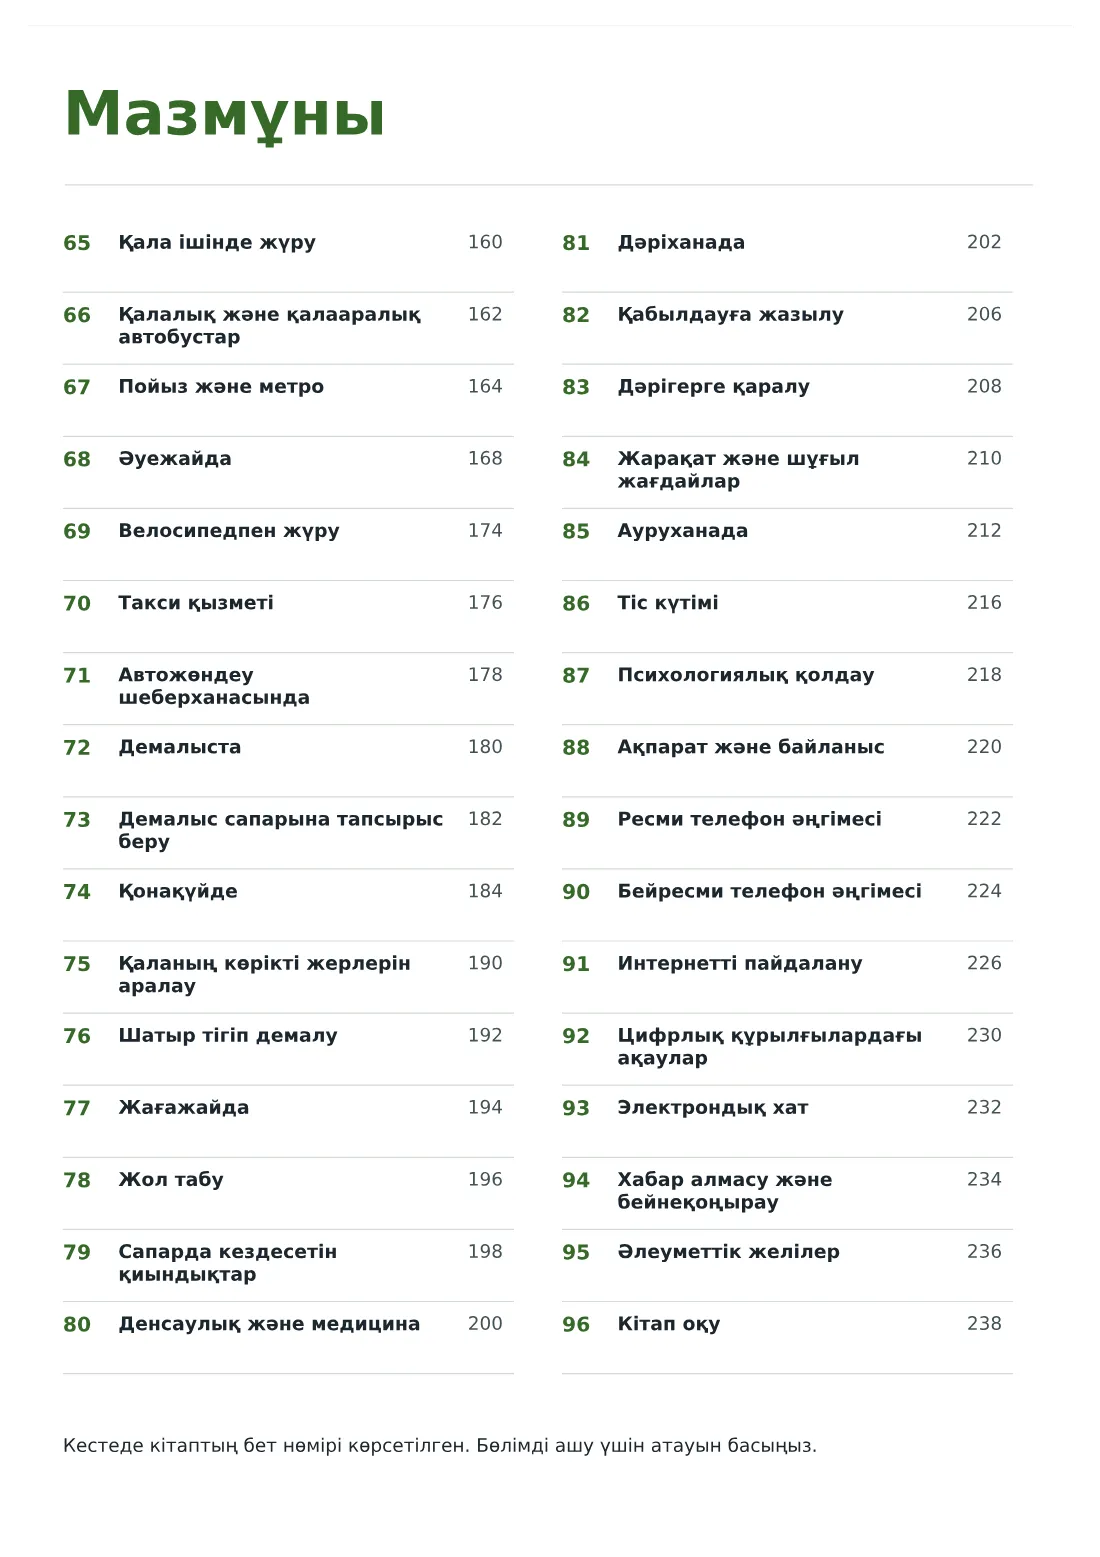 Мазмұны
65 Қала ішінде жүру 160
66 Қалалық және қалааралық 162
автобустар
67 Пойыз және метро 164
68 Әуежайда 168
69 Велосипедпен жүру 174
70 Такси қызметі 176
71 Автожөндеу 178
шеберханасында
72 Демалыста 180
73 Демалыс сапарына тапсырыс 182
беру
74 Қонақүйде 184
75 Қаланың көрікті жерлерін 190
аралау
76 Шатыр тігіп демалу 192
77 Жағажайда 194
78 Жол табу 196
79 Сапарда кездесетін 198
қиындықтар
80 Денсаулық және медицина 200
81 Дәріханада 202
82 Қабылдауға жазылу 206
83 Дәрігерге қаралу 208
84 Жарақат және шұғыл 210
жағдайлар
85 Ауруханада 212
86 Тіс күтімі 216
87 Психологиялық қолдау 218
88 Ақпарат және байланыс 220
89 Ресми телефон әңгімесі 222
90 Бейресми телефон әңгімесі 224
91 Интернетті пайдалану 226
92 Цифрлық құрылғылардағы 230
ақаулар
93 Электрондық хат 232
94 Хабар алмасу және 234
бейнеқоңырау
95 Әлеуметтік желілер 236
96 Кітап оқу 238
Кестеде кітаптың бет нөмірі көрсетілген. Бөлімді ашу үшін атауын басыңыз.